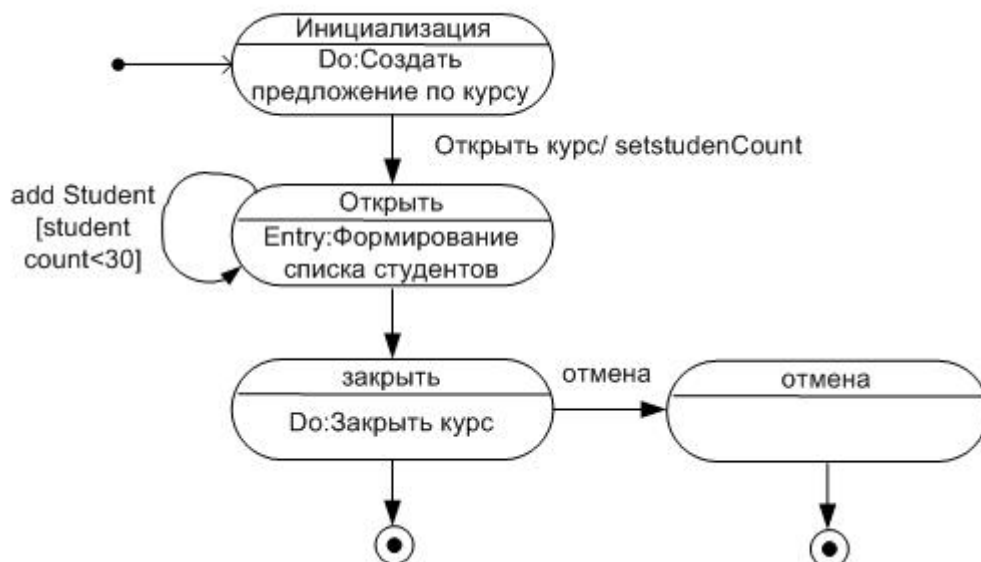 Инициализация
Do:Создать
предложение по курсу
Открыть курс/ setstudenCount
add Student
[student
count<30]
Открыть
Entry:Формирование
списка студентов
закрыть
Do:Закрыть курс
отмена
отмена